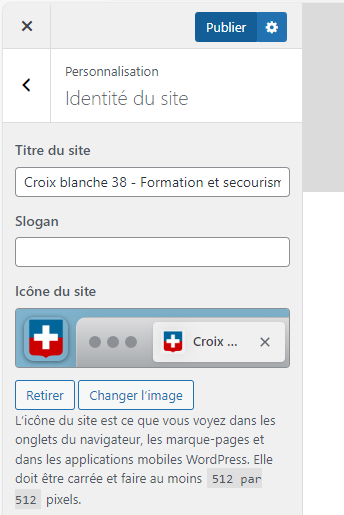 Publier
Personnalisation
Identité du site
Titre du site
Croix blanche 38 - Formation et secourism
Slogan
Icône du site
Croix ...
Retirer
Changer l’image
L’icône du site est ce que vous voyez dans les
onglets du navigateur, les marque-pages et
dans les applications mobiles WordPress. Elle
doit être carrée et faire au moins 512 par
512 pixels.